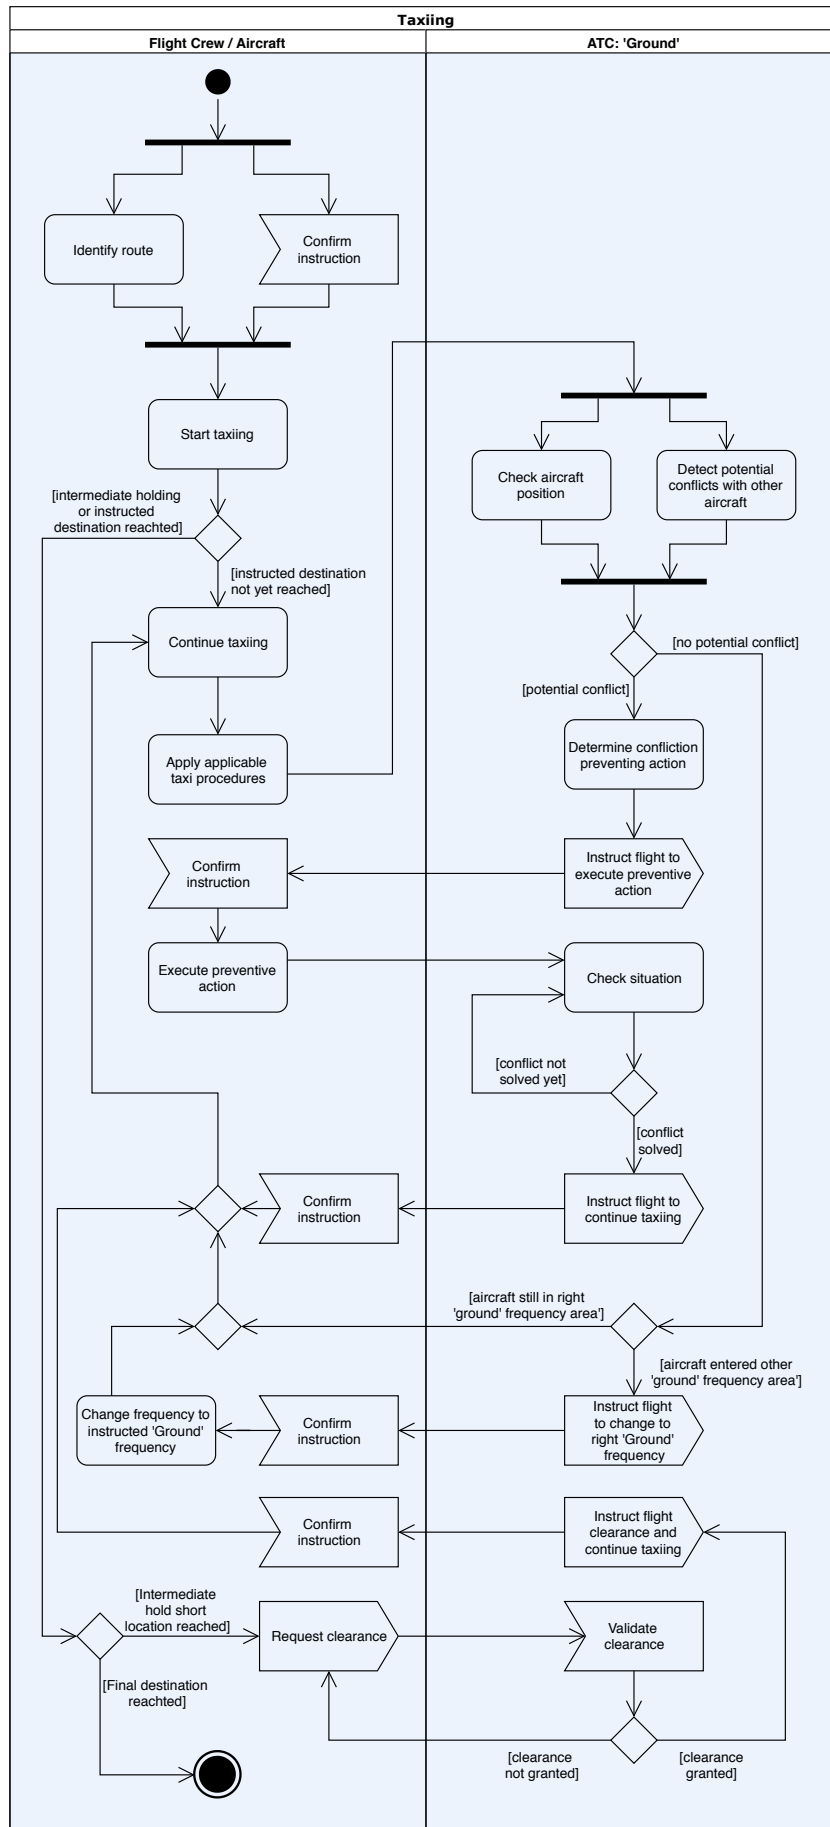 Taxiing
Flight Crew / Aircraft
ATC: 'Ground'
Identify route
Confirm
instruction
Start taxiing
Check aircraft
position
Detect potential
conflicts with other
aircraft
[intermediate holding
or instructed
destination reachted]
[instructed destination
not yet reached]
Continue taxiing
[no potential conflict]
[potential conflict]
Apply applicable
taxi procedures
Determine confliction
preventing action
Confirm
instruction
Instruct flight to
execute preventive
action
Execute preventive
action
Check situation
[conflict not
solved yet]
[conflict
solved]
Confirm
instruction
Instruct flight to
continue taxiing
[aircraft still in right
'ground' frequency area']
[aircraft entered other
'ground' frequency area']
Change frequency to
instructed 'Ground'
frequency
Confirm
instruction
Instruct flight
to change to
right 'Ground'
frequency
Confirm
instruction
Instruct flight
clearance and
continue taxiing
[Intermediate
hold short
location reached]
Request clearance
Validate
clearance
[Final destination
reachted]
[clearance
not granted]
[clearance
granted]